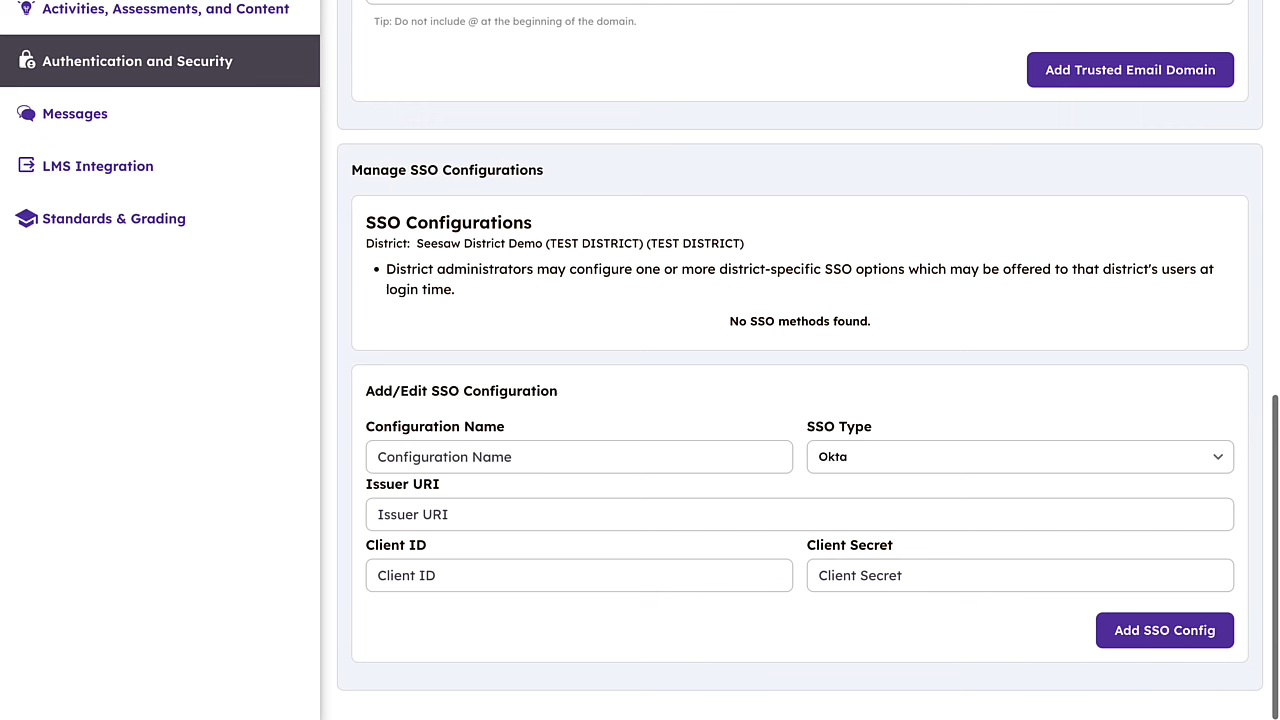 Activities, Assessments, and Content
Authentication and Security
Messages
LMS Integration
Standards & Grading
Tip: Do not include @ at the beginning of the domain.
Add Trusted Email Domain
Manage SSO Configurations
SSO Configurations
District: Seesaw District Demo (TEST DISTRICT) (TEST DISTRICT)
• District administrators may configure one or more district-specific SSO options which may be offered to that district's users at
login time.
No SSO methods found.
Add/Edit SSO Configuration
Configuration Name
SSO Type
Configuration Name
Okta
Issuer URI
Issuer URI
Client ID
Client Secret
Client ID
Client Secret
Add SSO Config